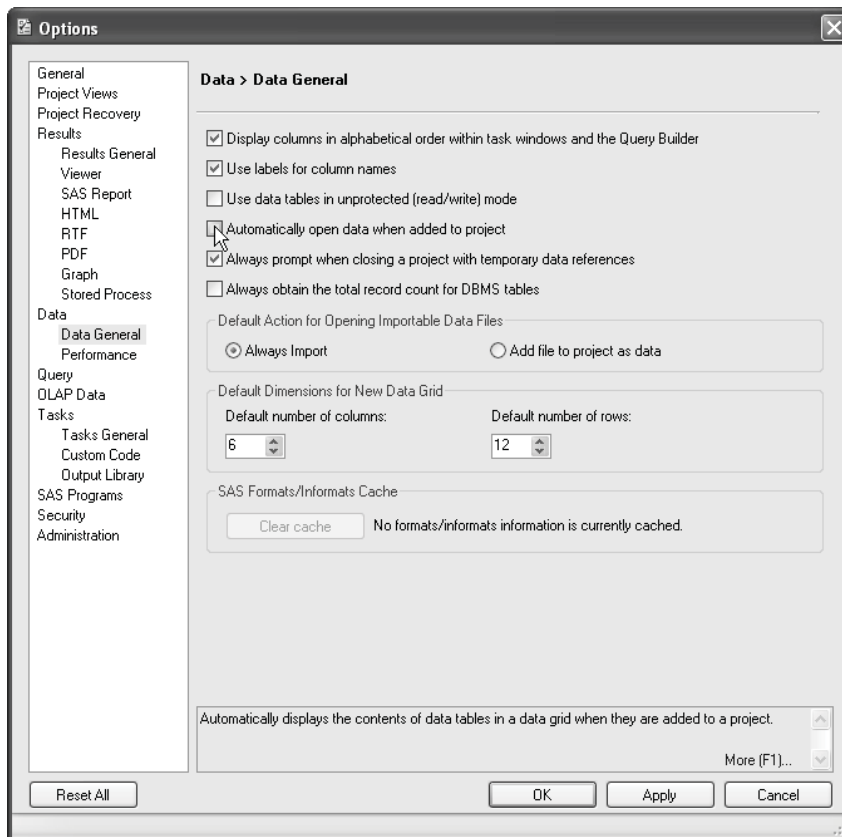 Options
General
Project Views
Project Recovery
Results
Results General
Viewer
SAS Report
HTML
RTF
PDF
Graph
Stored Process
Data
Data General
Performance
Query
OLAP Data
Tasks
Tasks General
Custom Code
Output Library
SAS Programs
Security
Administration
Data > Data General
Display columns in alphabetical order within task windows and the Query Builder
Use labels for column names
Use data tables in unprotected (read/write) mode
Automatically open data when added to project
Always prompt when closing a project with temporary data references
Always obtain the total record count for DBMS tables
Default Action for Opening Importable Data Files
Always Import Add file to project as data
Default Dimensions for New Data Grid
Default number of columns: Default number of rows:
6 12
SAS Formats/Informats Cache
Clear cache No formats/informats information is currently cached.
Automatically displays the contents of data tables in a data grid when they are added to a project.
More (F1)...
Reset All OK Apply Cancel